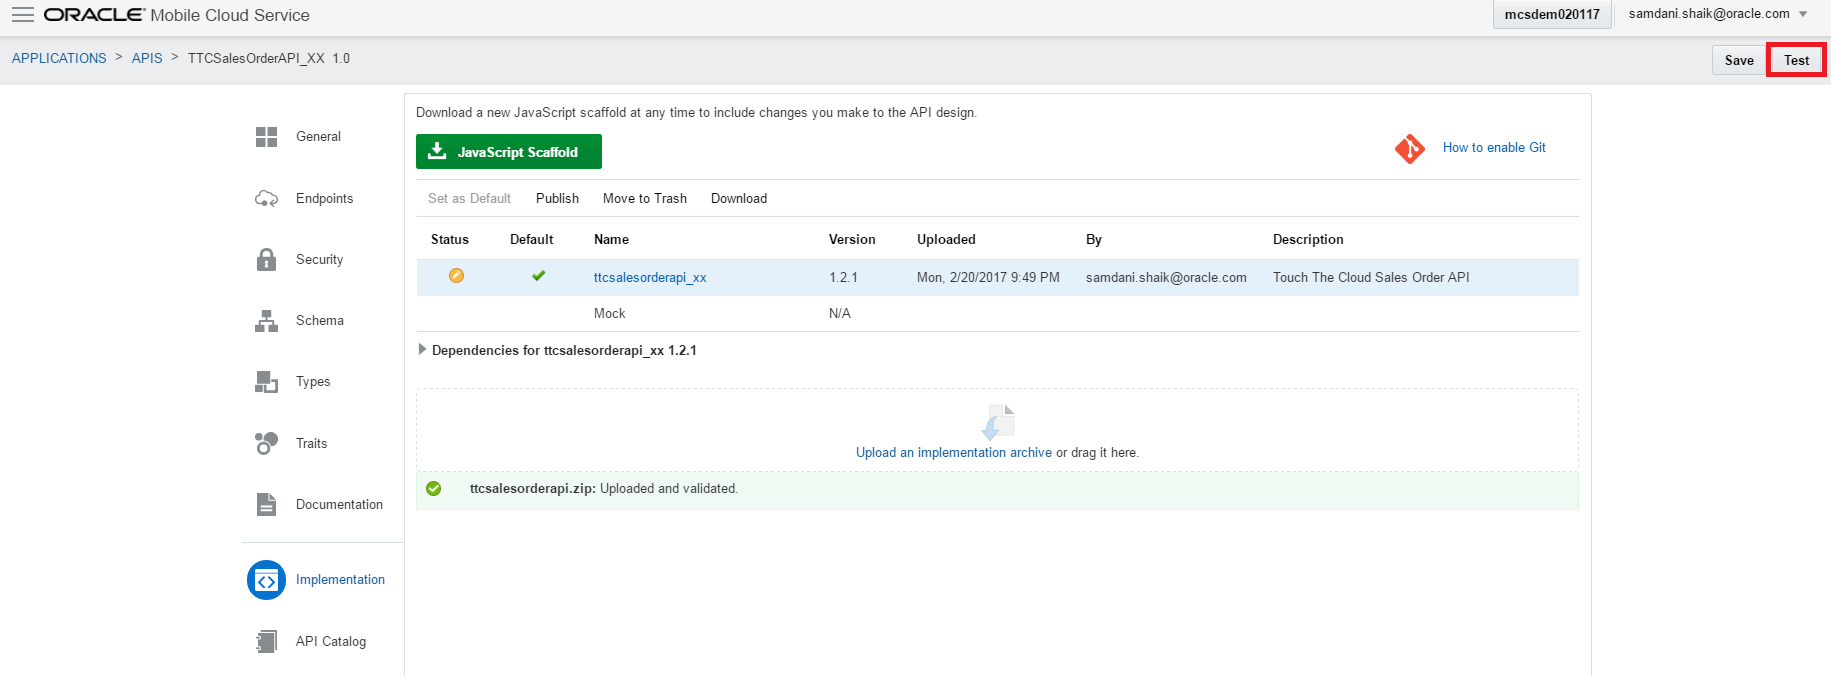 ORACLE Mobile Cloud Service
mcsdem020117
samdani.shaik@oracle.com
APPLICATIONS > APIS > TTCSalesOrderAPI_XX 1.0
Save
Test
General
Endpoints
Security
Schema
Types
Traits
Documentation
Implementation
API Catalog
Download a new JavaScript scaffold at any time to include changes you make to the API design.
JavaScript Scaffold
How to enable Git
Set as Default Publish Move to Trash Download
Status Default Name Version Uploaded By Description
ttcsalesorderapi_xx 1.2.1 Mon, 2/20/2017 9:49 PM samdani.shaik@oracle.com Touch The Cloud Sales Order API
Mock N/A
Dependencies for ttcsalesorderapi_xx 1.2.1
Upload an implementation archive or drag it here.
ttcsalesorderapi.zip: Uploaded and validated.